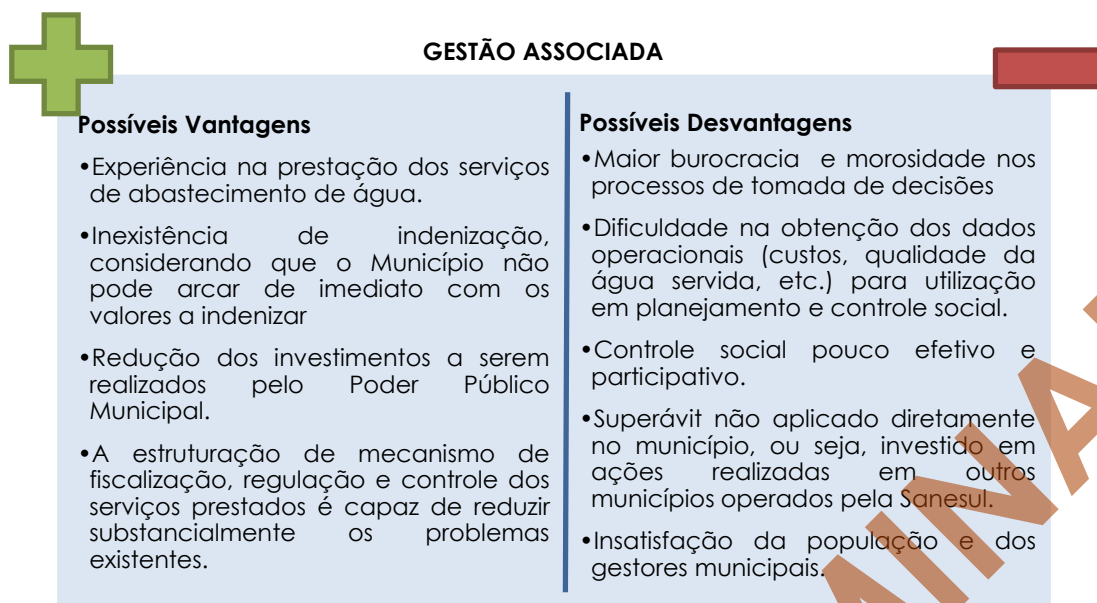 GESTÃO ASSOCIADA
Possíveis Vantagens
•Experiência na prestação dos serviços
de abastecimento de água.
•Inexistência de indenização,
considerando que o Município não
pode arcar de imediato com os
valores a indenizar
•Redução dos investimentos a serem
realizados pelo Poder Público
Municipal.
•A estruturação de mecanismo de
fiscalização, regulação e controle dos
serviços prestados é capaz de reduzir
substancialmente os problemas
existentes.
Possíveis Desvantagens
•Maior burocracia e morosidade nos
processos de tomada de decisões
•Dificuldade na obtenção dos dados
operacionais (custos, qualidade da
água servida, etc.) para utilização
em planejamento e controle social.
•Controle social pouco efetivo e
participativo.
•Superávit não aplicado diretamente
no município, ou seja, investido em
ações realizadas em outros
municípios operados pela Sanesul.
•Insatisfação da população e dos
gestores municipais.